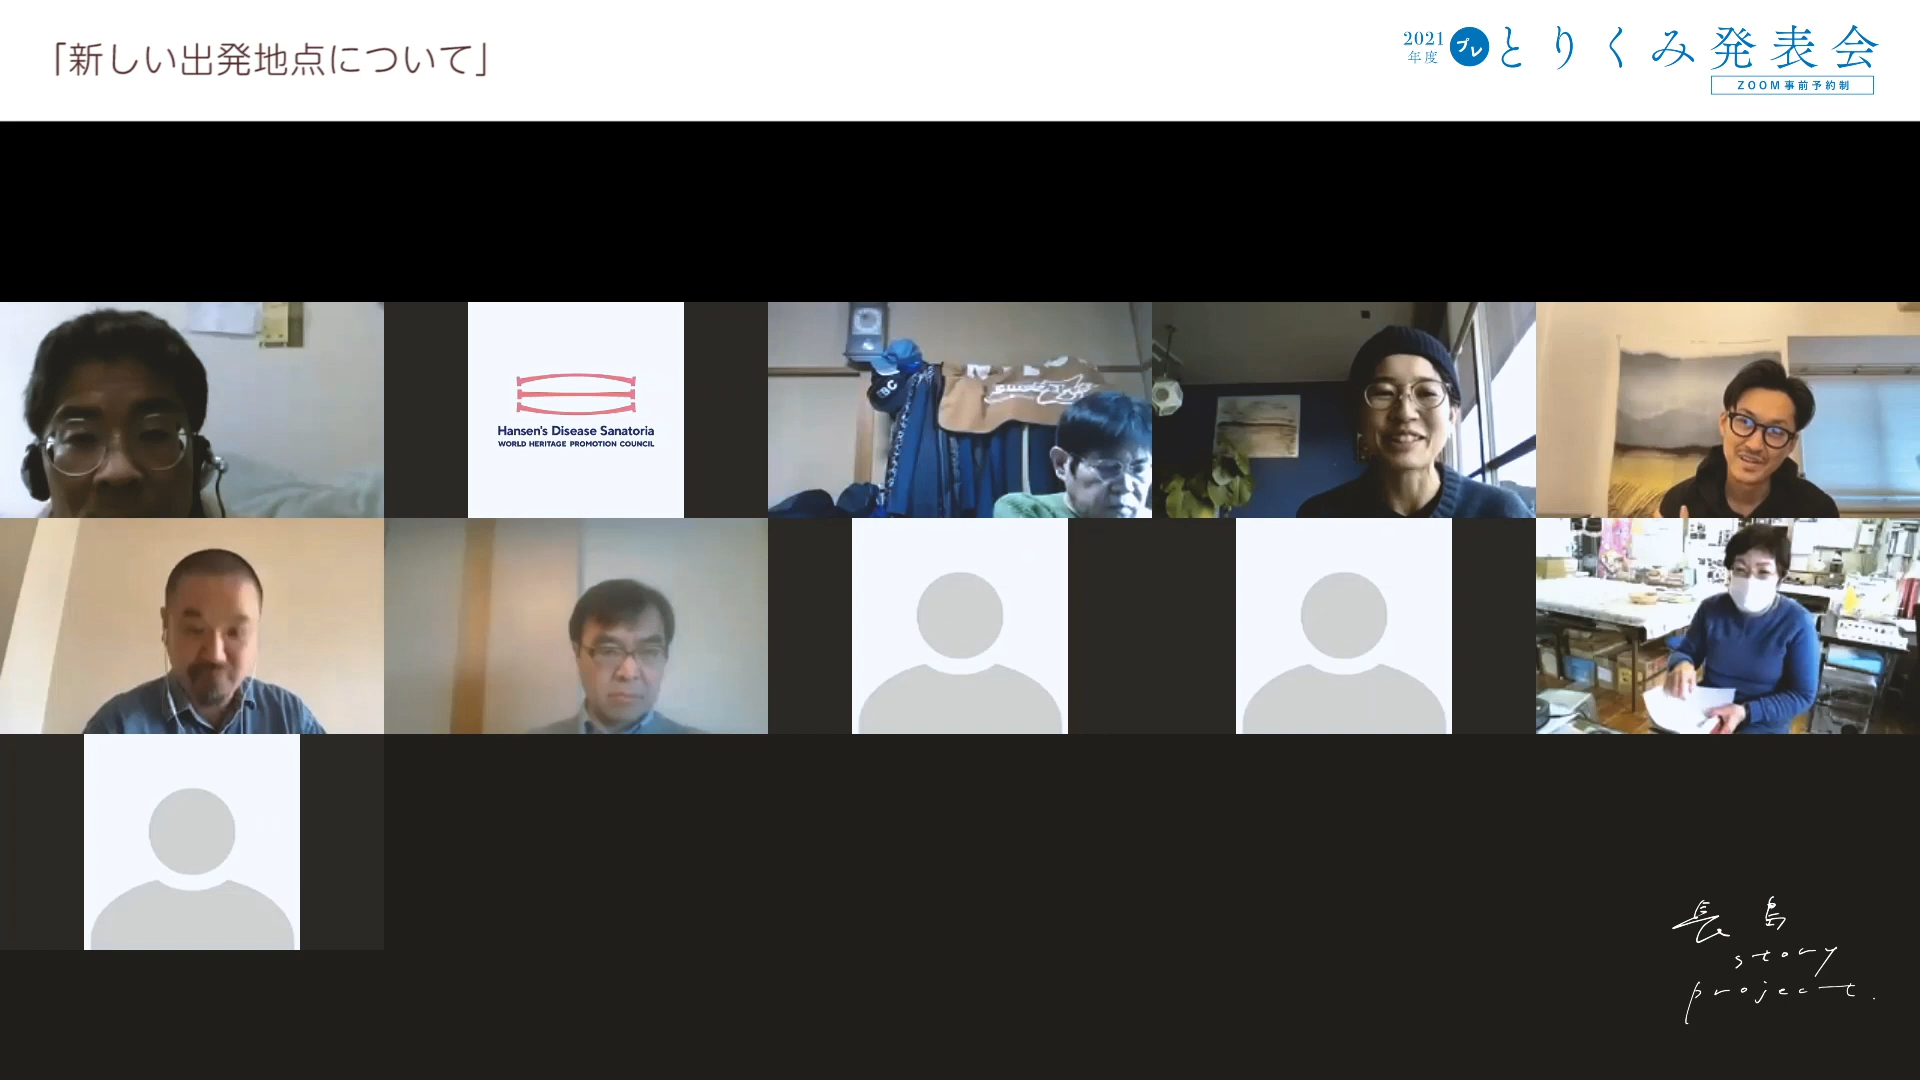 「新しい出発地点について」
2021
年度
プレ
とりくみ発表会
ZOOM事前予約制
BC
Hansen's Disease Sanatoria
WORLD HERITAGE PROMOTION COUNCIL
長島
story
project.